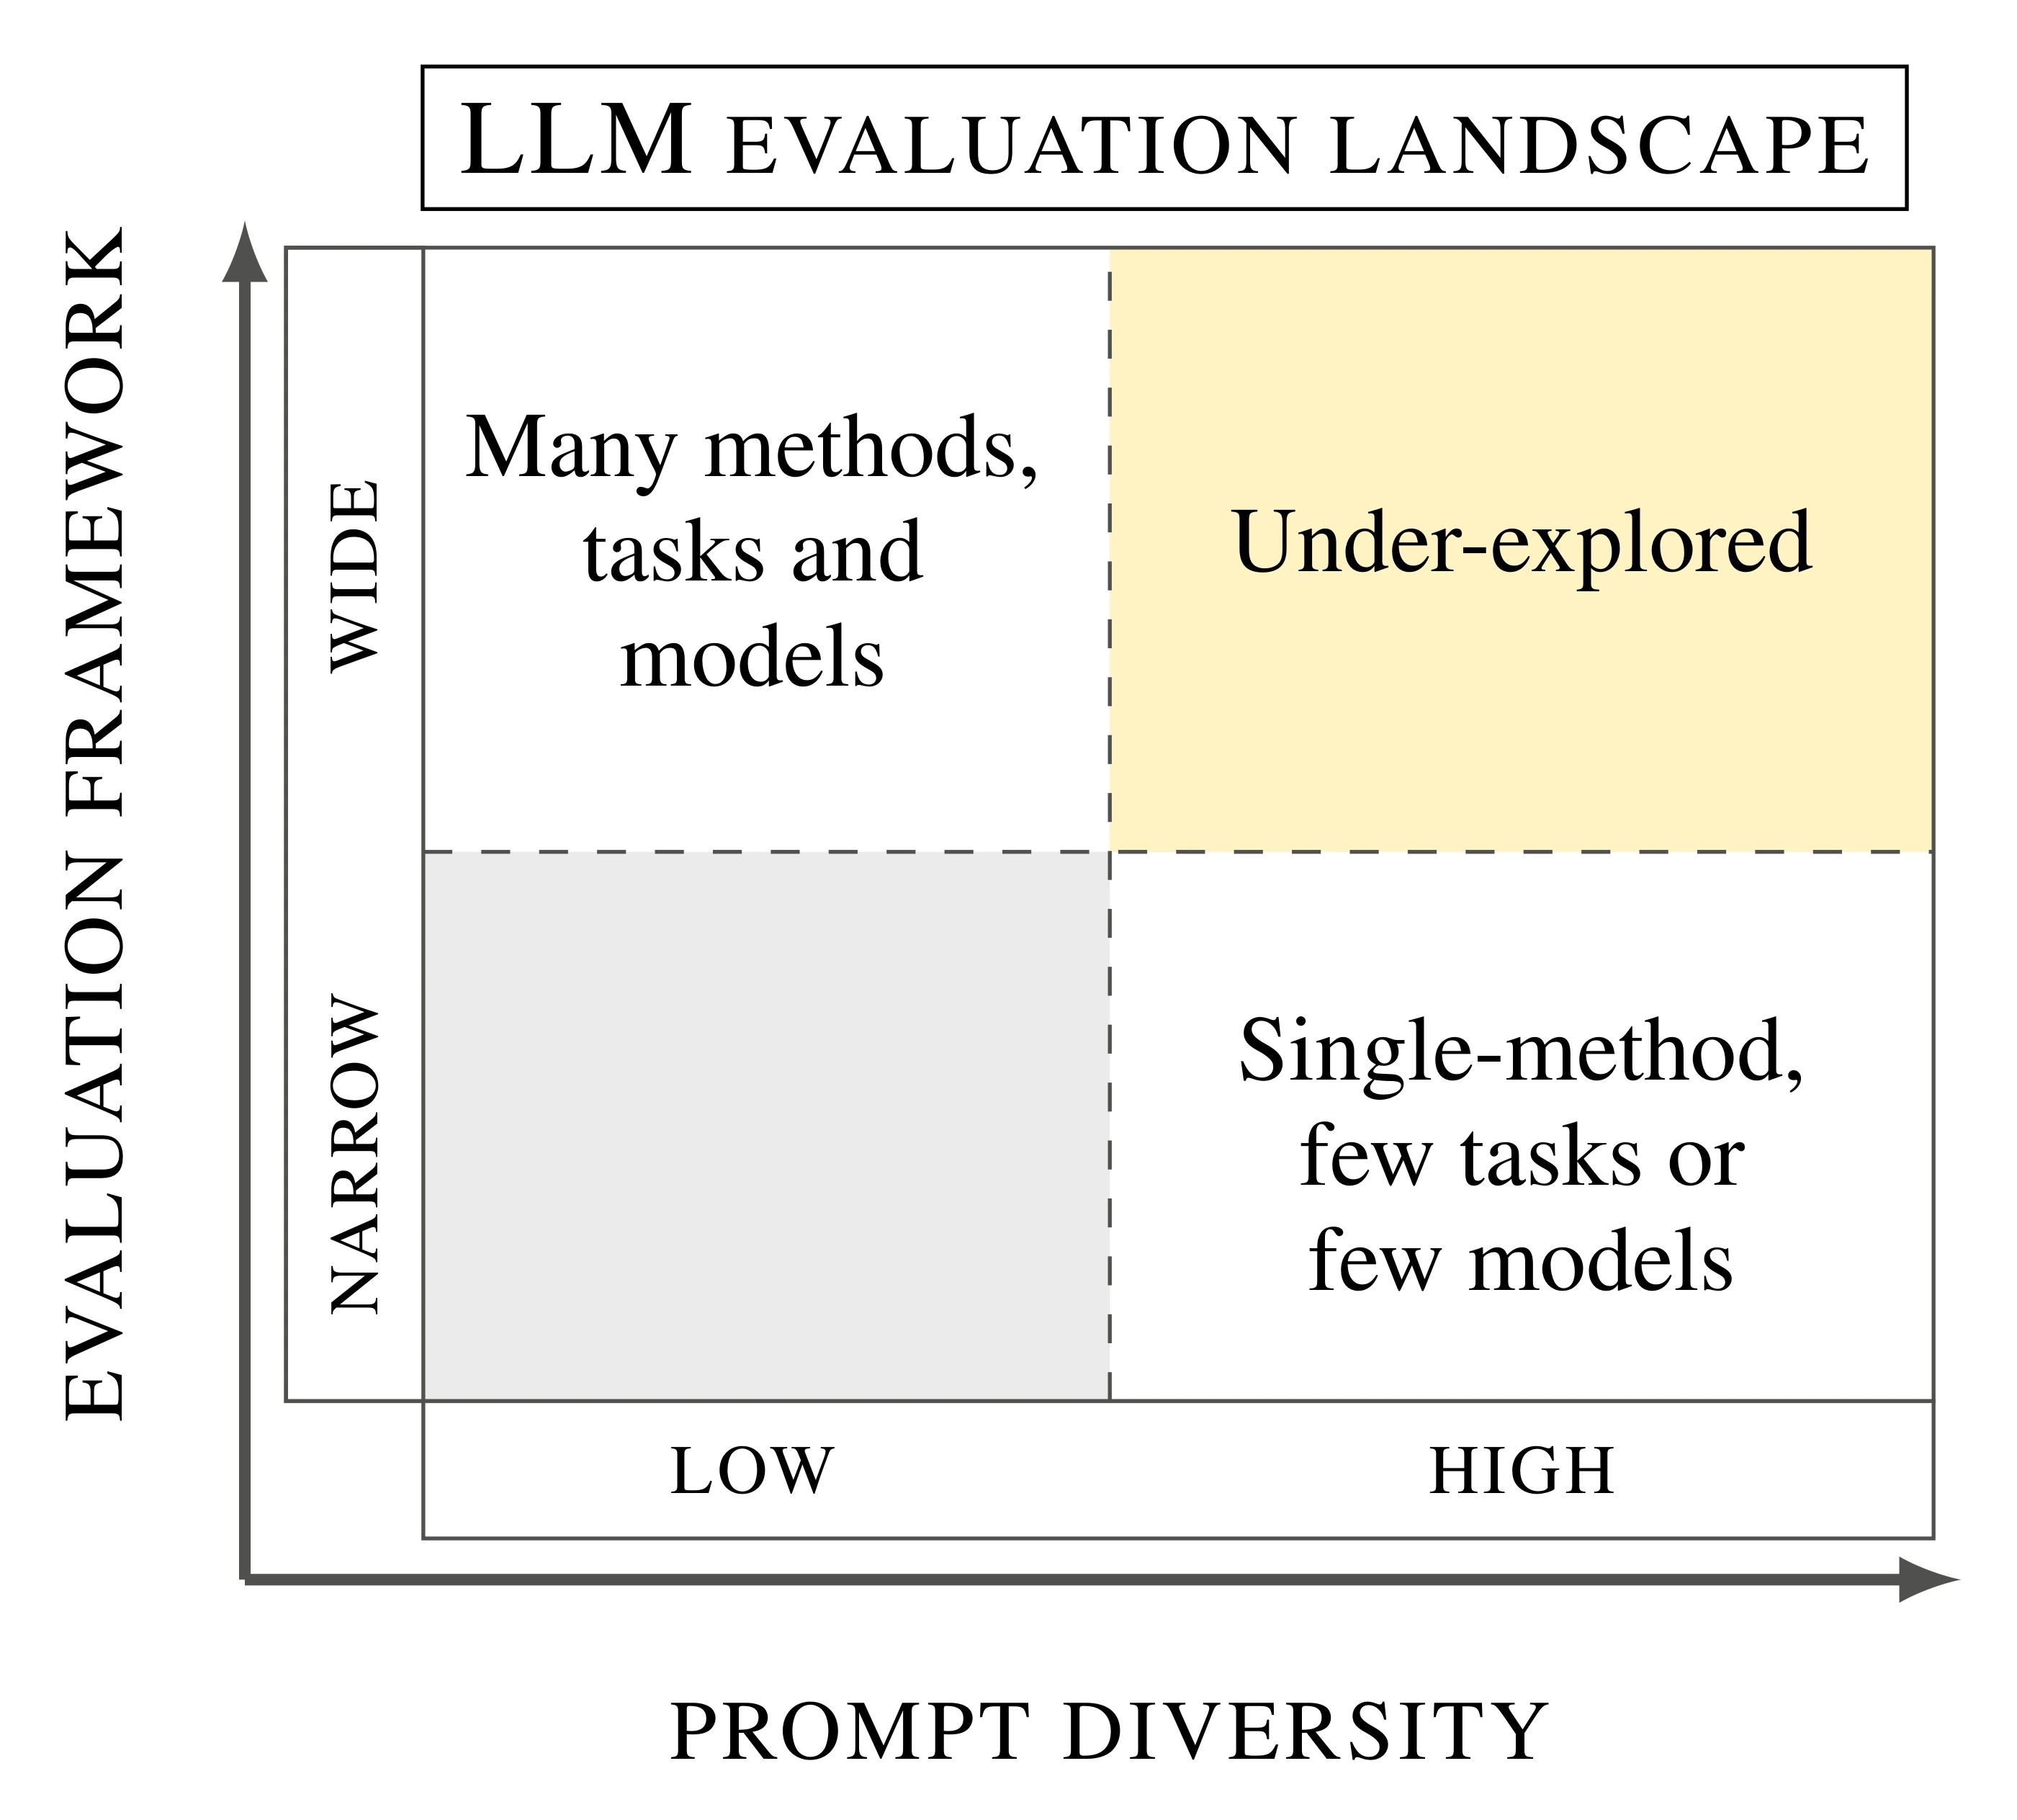 LLM EVALUATION LANDSCAPE
EVALUATION FRAMEWORK
WIDE
Many methods,
tasks and
models
Under-explored
NARROW
Single-method,
few tasks or
few models
LOW
HIGH
PROMPT DIVERSITY